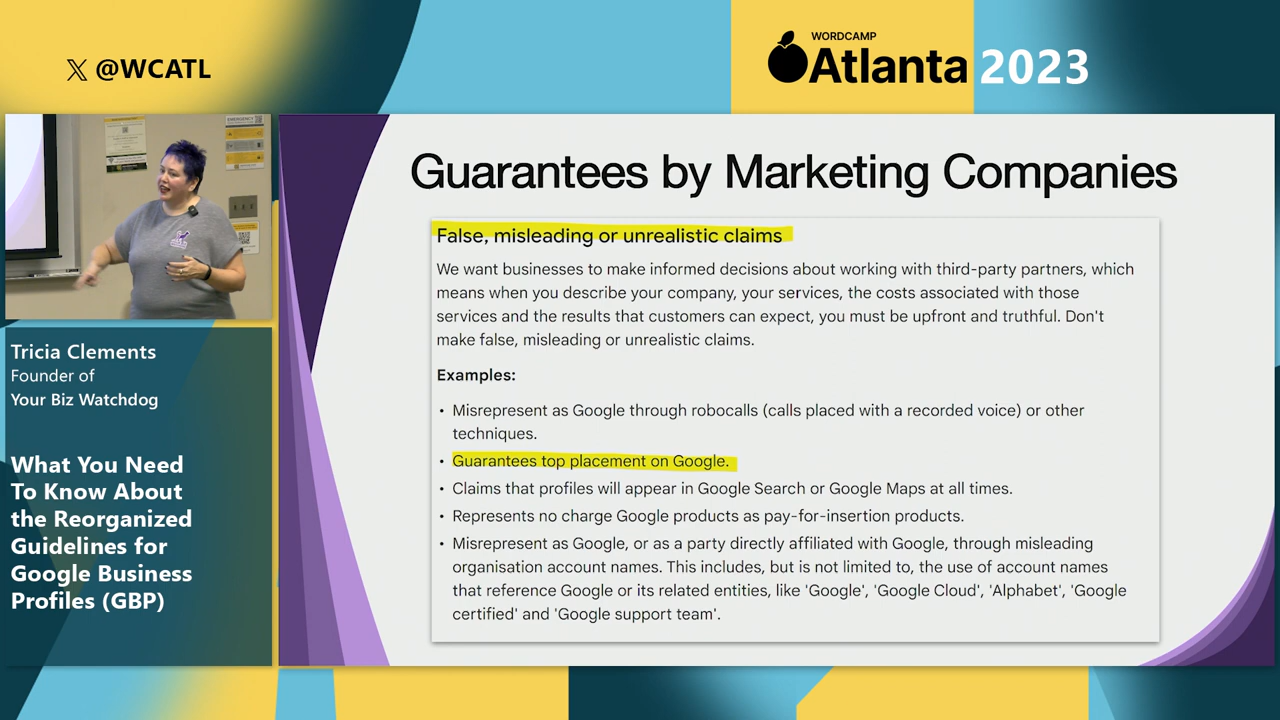 𝕏 @WCATL
WORDCAMP
Atlanta 2023
EMERGENCY
Guarantees by Marketing Companies
False, misleading or unrealistic claims
We want businesses to make informed decisions about working with third-party partners, which
means when you describe your company, your services, the costs associated with those
services and the results that customers can expect, you must be upfront and truthful. Don't
make false, misleading or unrealistic claims.
Examples:
• Misrepresent as Google through robocalls (calls placed with a recorded voice) or other
techniques.
• Guarantees top placement on Google.
• Claims that profiles will appear in Google Search or Google Maps at all times.
• Represents no charge Google products as pay-for-insertion products.
• Misrepresent as Google, or as a party directly affiliated with Google, through misleading
organisation account names. This includes, but is not limited to, the use of account names
that reference Google or its related entities, like 'Google', 'Google Cloud', 'Alphabet', 'Google
certified' and 'Google support team'.
Tricia Clements
Founder of
Your Biz Watchdog
What You Need
To Know About
the Reorganized
Guidelines for
Google Business
Profiles (GBP)